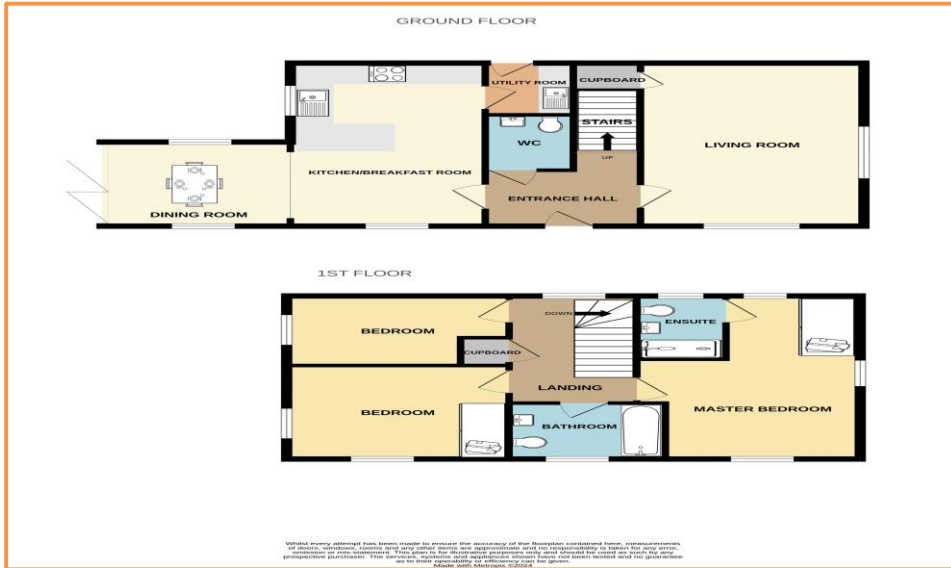 GROUND FLOOR
UTILITY ROOM
CUPBOARD
STAIRS
WC
LIVING ROOM
UP
KITCHEN/BREAKFAST ROOM
ENTRANCE HALL
DINING ROOM
1ST FLOOR
DOWN
ENSUITE
BEDROOM
CUPBOARD
LANDING
MASTER BEDROOM
BEDROOM
BATHROOM
Whilst every attempt has been made to ensure the accuracy of the floorplan contained here, measurements
of doors, windows, rooms and any other items are approximate and no responsibility is taken for any error,
omission or mis-statement. This plan is for illustrative purposes only and should be used as such by any
prospective purchaser. The services, systems and appliances shown have not been tested and no guarantee
as to their operability or efficiency can be given.
Made with Metropix ©2024